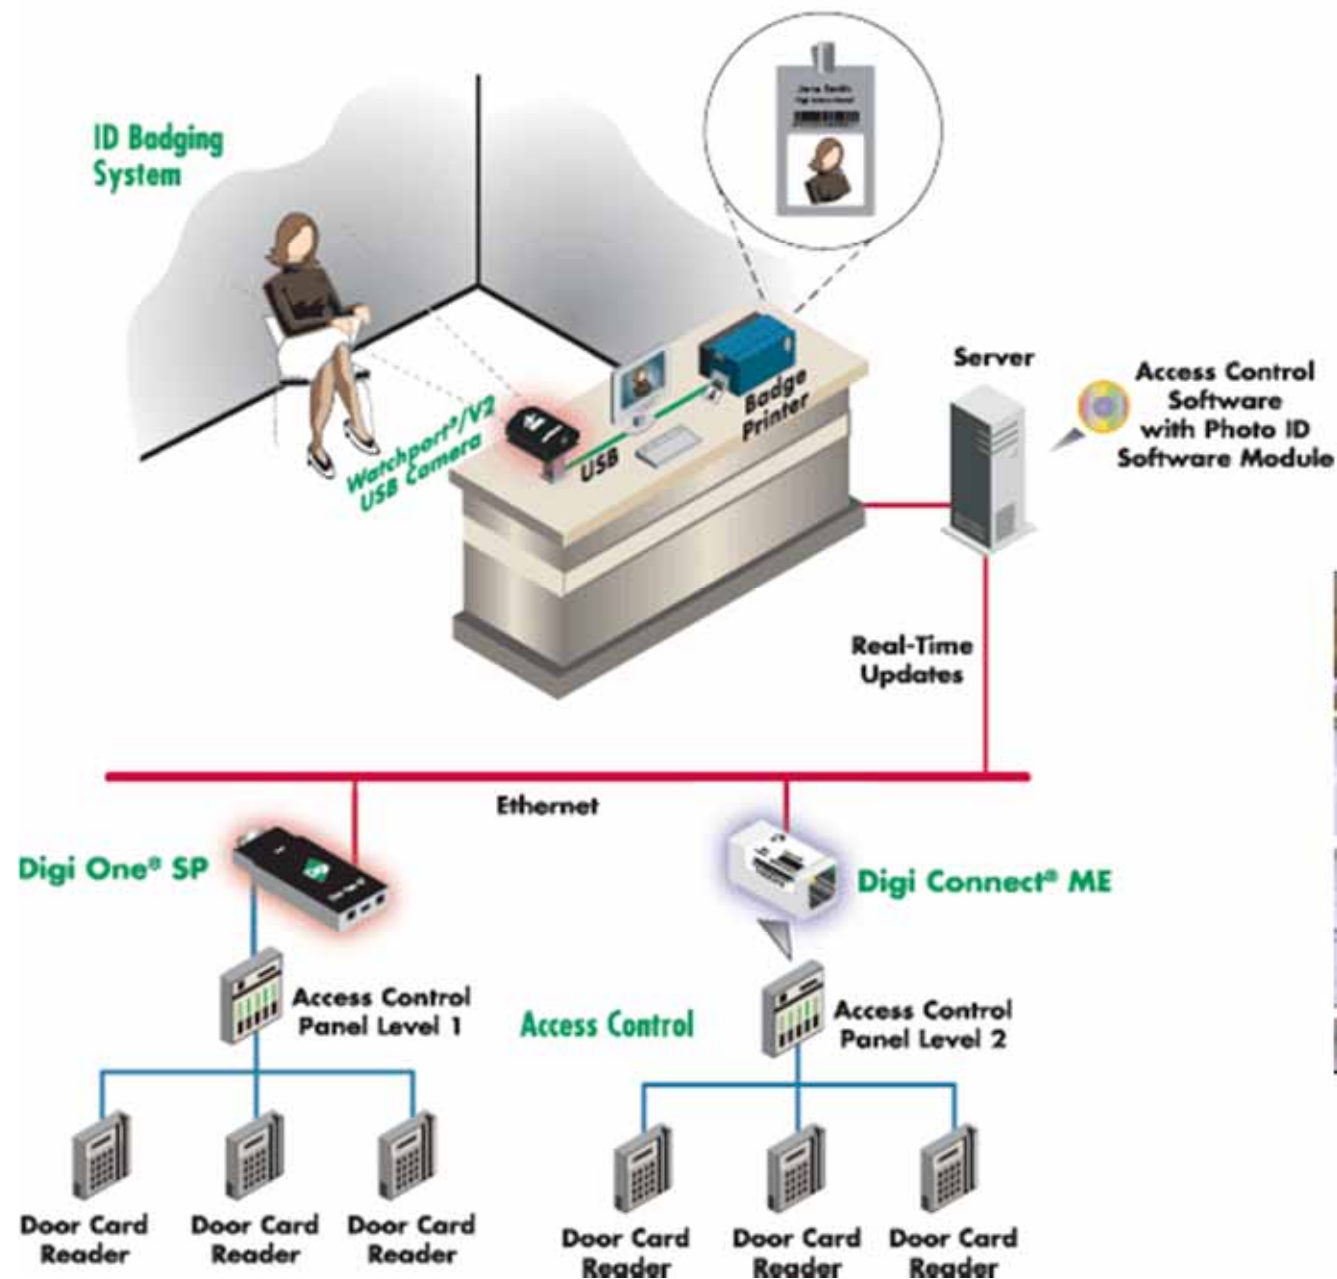 Jane Smith
ID Badging
System
Server
Access Control
Software
with Photo ID
Software Module
Badge
Printer
USB
Watchport®/V2
USB Camera
Real-Time
Updates
Ethernet
Digi One® SP
Digi Connect® ME
Access Control
Panel Level 1
Access Control
Access Control
Panel Level 2
Door Card
Reader
Door Card
Reader
Door Card
Reader
Door Card
Reader
Door Card
Reader
Door Card
Reader